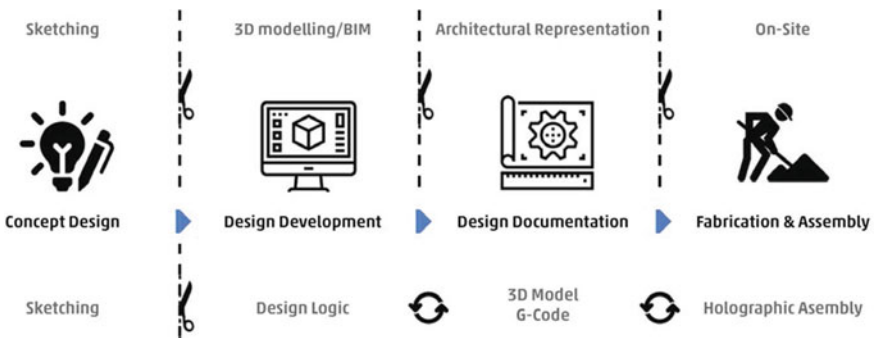 Sketching
3D modelling/BIM
Architectural Representation
On-Site
Concept Design
Design Development
Design Documentation
Fabrication & Assembly
Sketching
Design Logic
3D Model
G-Code
Holographic Asembly